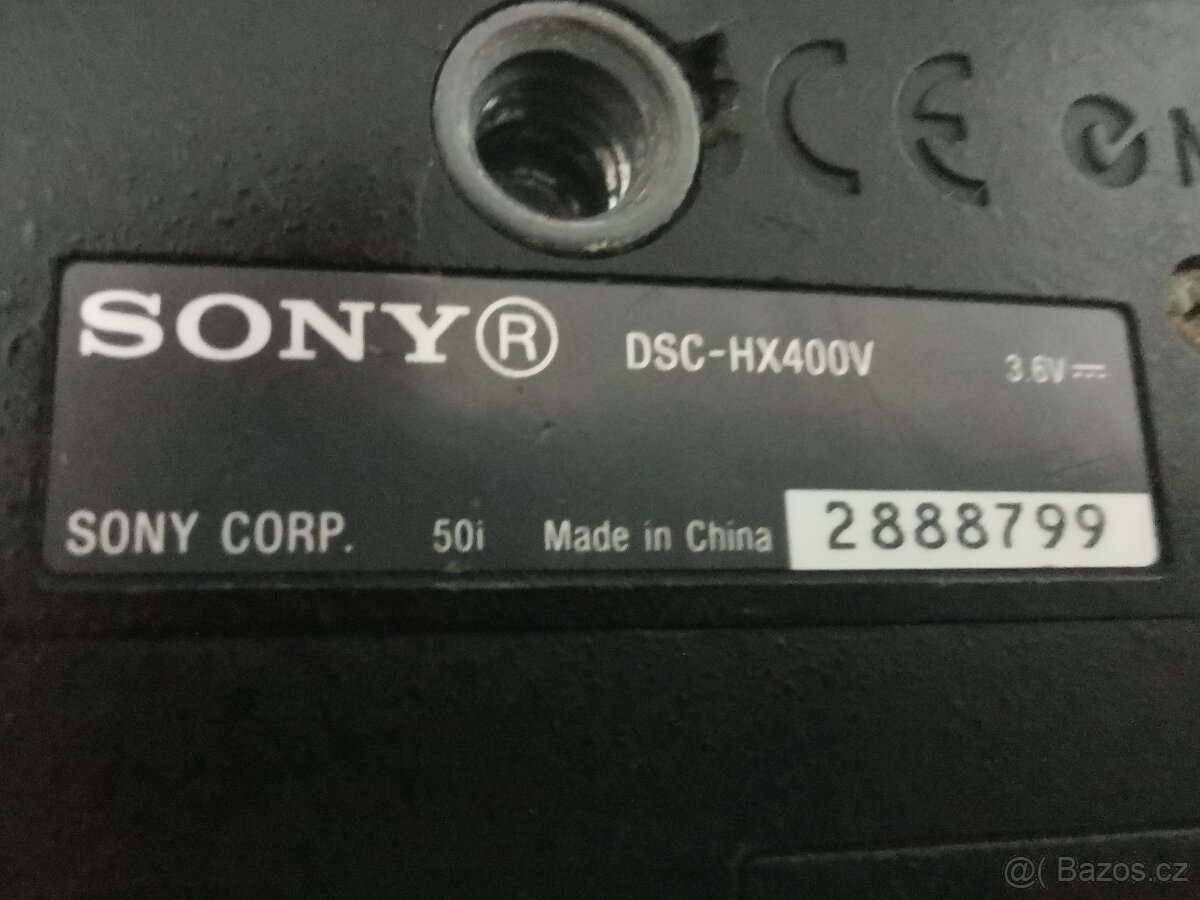 CE
SONY® DSC-HX400V 3.6V⎓
SONY CORP. 50i Made in China 2888799
@( Bazos.cz